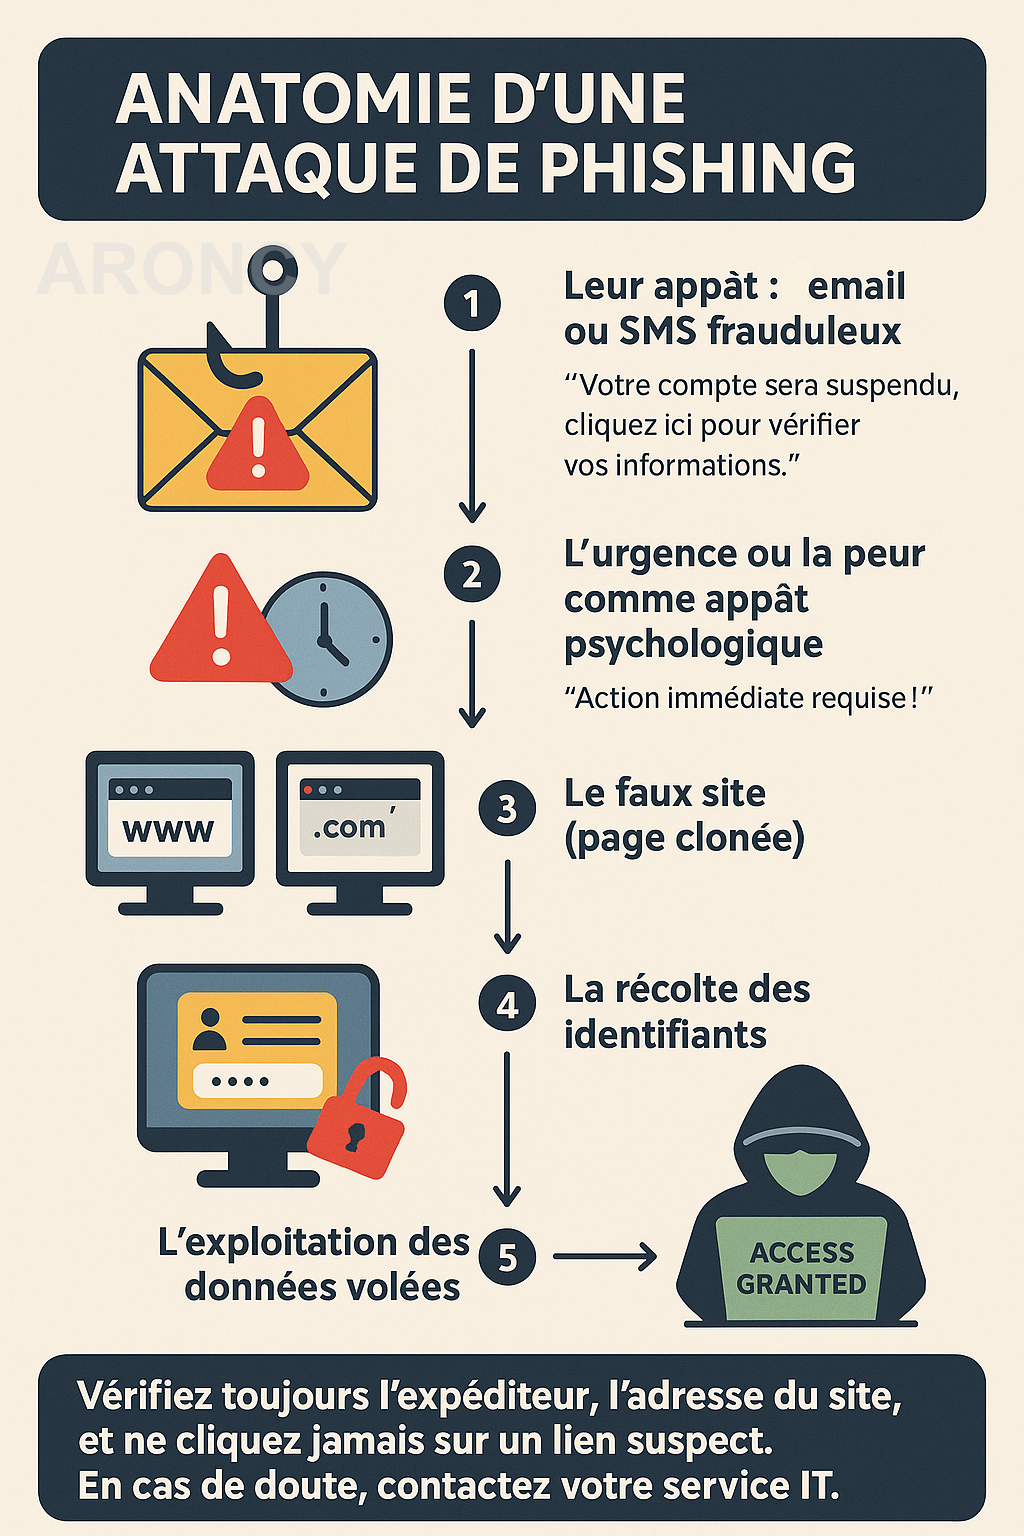 ANATOMIE D'UNE
ATTAQUE DE PHISHING
ARONCY
1
Leur appàt : email
ou SMS frauduleux
“Votre compte sera suspendu,
cliquez ici pour vérifier
vos informations.”
2
L'urgence ou la peur
comme appât
psychologique
“Action immédiate requise!”
www
.com'
3
Le faux site
(page clonée)
4
La récolte des
identifiants
L'exploitation des
données volées
5
ACCESS
GRANTED
Vérifiez toujours l'expéditeur, l'adresse du site,
et ne cliquez jamais sur un lien suspect.
En cas de doute, contactez votre service IT.